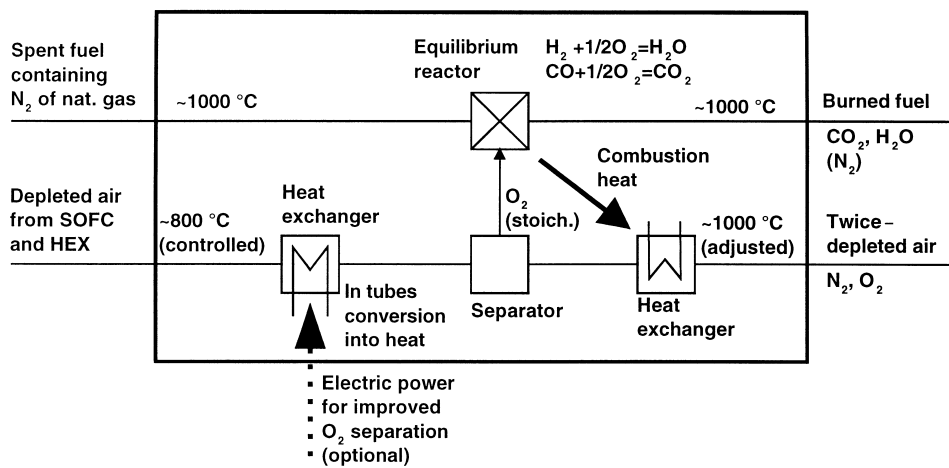 Spent fuel
containing
N₂ of nat. gas
~1000 °C
Equilibrium
reactor
H₂ +1/2O₂=H₂O
CO+1/2O₂=CO₂
~1000 °C
Burned fuel
CO₂, H₂O
(N₂)
Combustion
heat
Depleted air
from SOFC
and HEX
~800 °C
(controlled)
Heat
exchanger
O₂
(stoich.)
~1000 °C
(adjusted)
Twice–
depleted air
N₂, O₂
In tubes
conversion
into heat
Separator
Heat
exchanger
Electric power
for improved
O₂ separation
(optional)